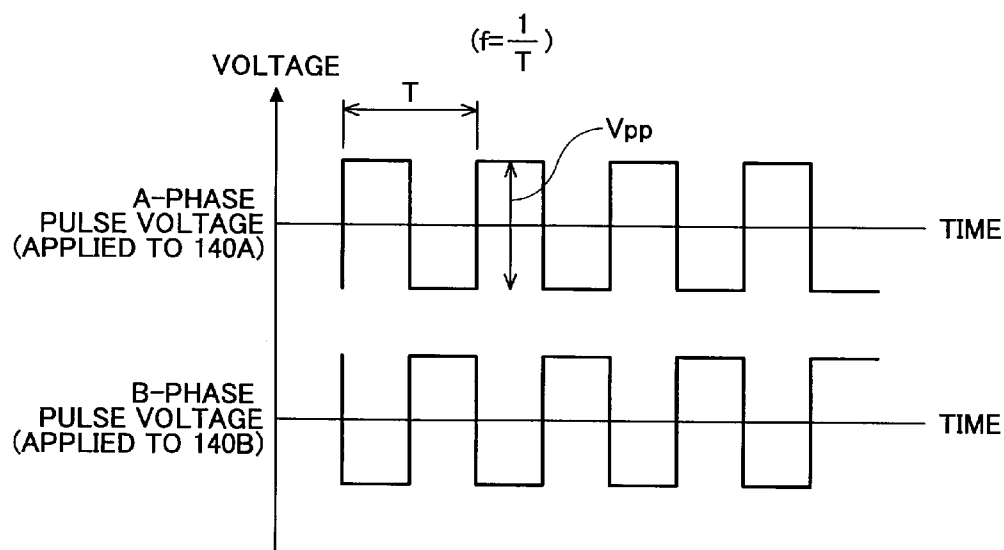 (f=1/T)
VOLTAGE
T
Vpp
A-PHASE
PULSE VOLTAGE
(APPLIED TO 140A)
TIME
B-PHASE
PULSE VOLTAGE
(APPLIED TO 140B)
TIME